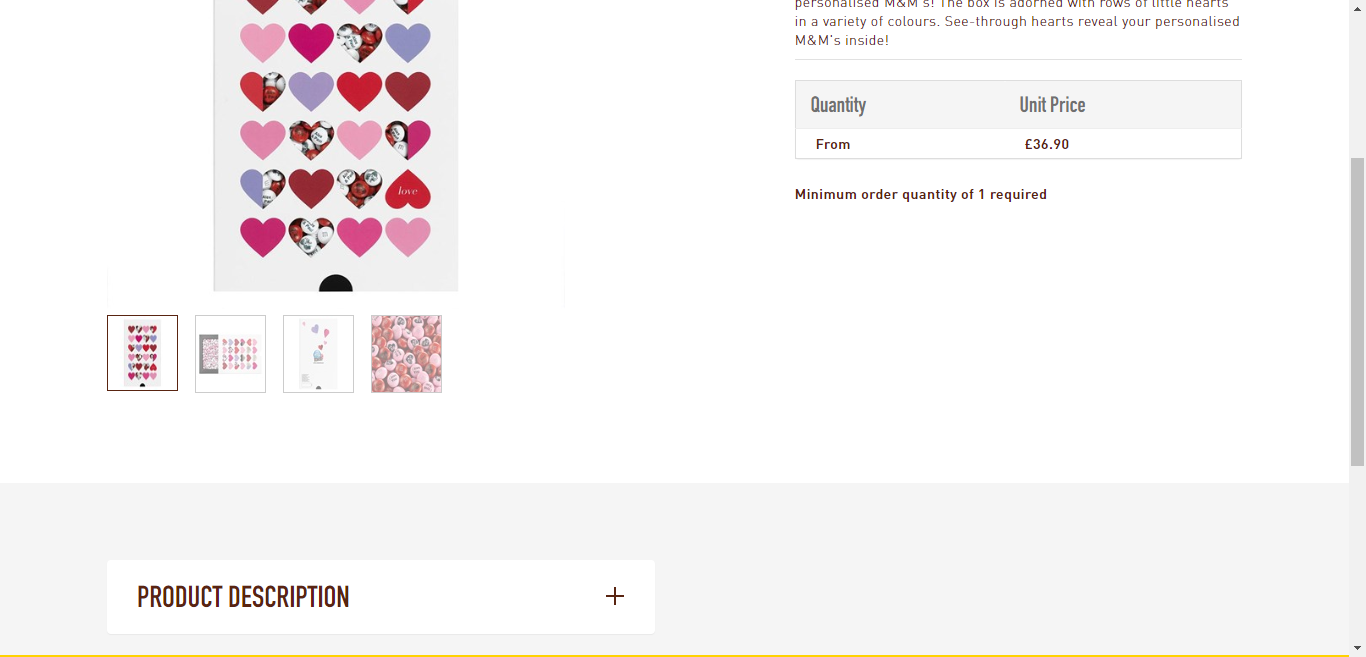 personalised M&M's! The box is adorned with rows of little hearts
in a variety of colours. See-through hearts reveal your personalised
M&M's inside!
Quantity Unit Price
From £36.90
Minimum order quantity of 1 required
love
PRODUCT DESCRIPTION